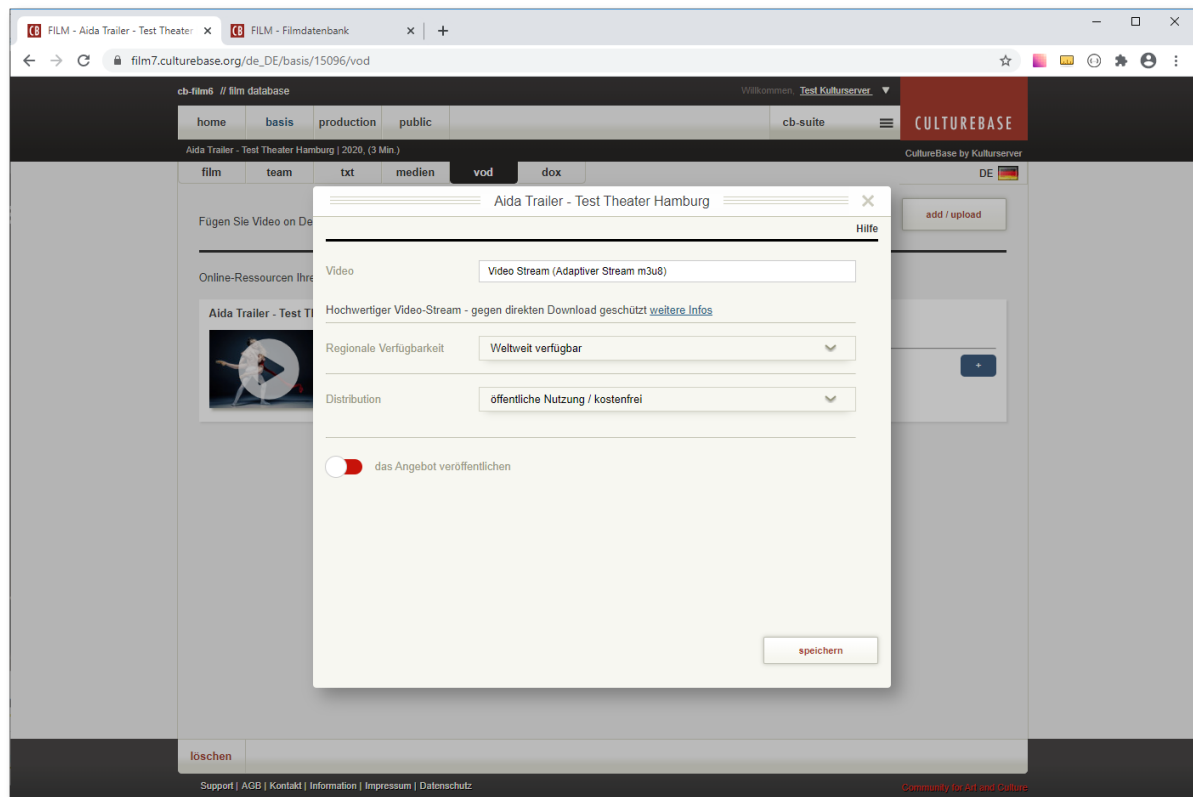 FILM - Aida Trailer - Test Theater
FILM - Filmdatenbank
film7.culturebase.org/de_DE/basis/15096/vod
cb-film6 // film database
Willkommen, Test Kulturserver
home basis production public cb-suite
CULTUREBASE
Aida Trailer - Test Theater Hamburg | 2020, (3 Min.)
CultureBase by Kulturserver
film team txt medien vod dox DE
Aida Trailer - Test Theater Hamburg
Fügen Sie Video on De
add / upload
Hilfe
Online-Ressourcen Ihre
Video
Video Stream (Adaptiver Stream m3u8)
Aida Trailer - Test T
Hochwertiger Video-Stream - gegen direkten Download geschützt weitere Infos
Regionale Verfügbarkeit
Weltweit verfügbar
+
Distribution
öffentliche Nutzung / kostenfrei
das Angebot veröffentlichen
speichern
löschen
Support | AGB | Kontakt | Information | Impressum | Datenschutz
Community for Art and Culture